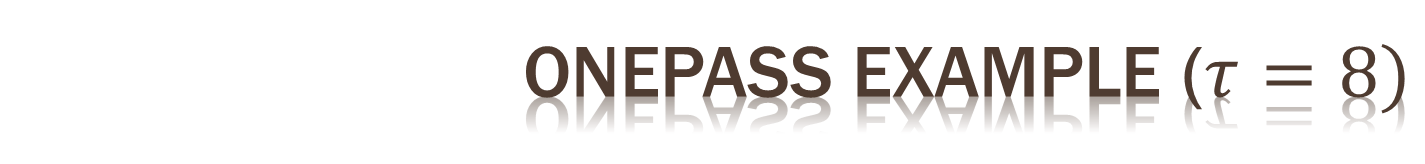 ONEPASS EXAMPLE (τ = 8)